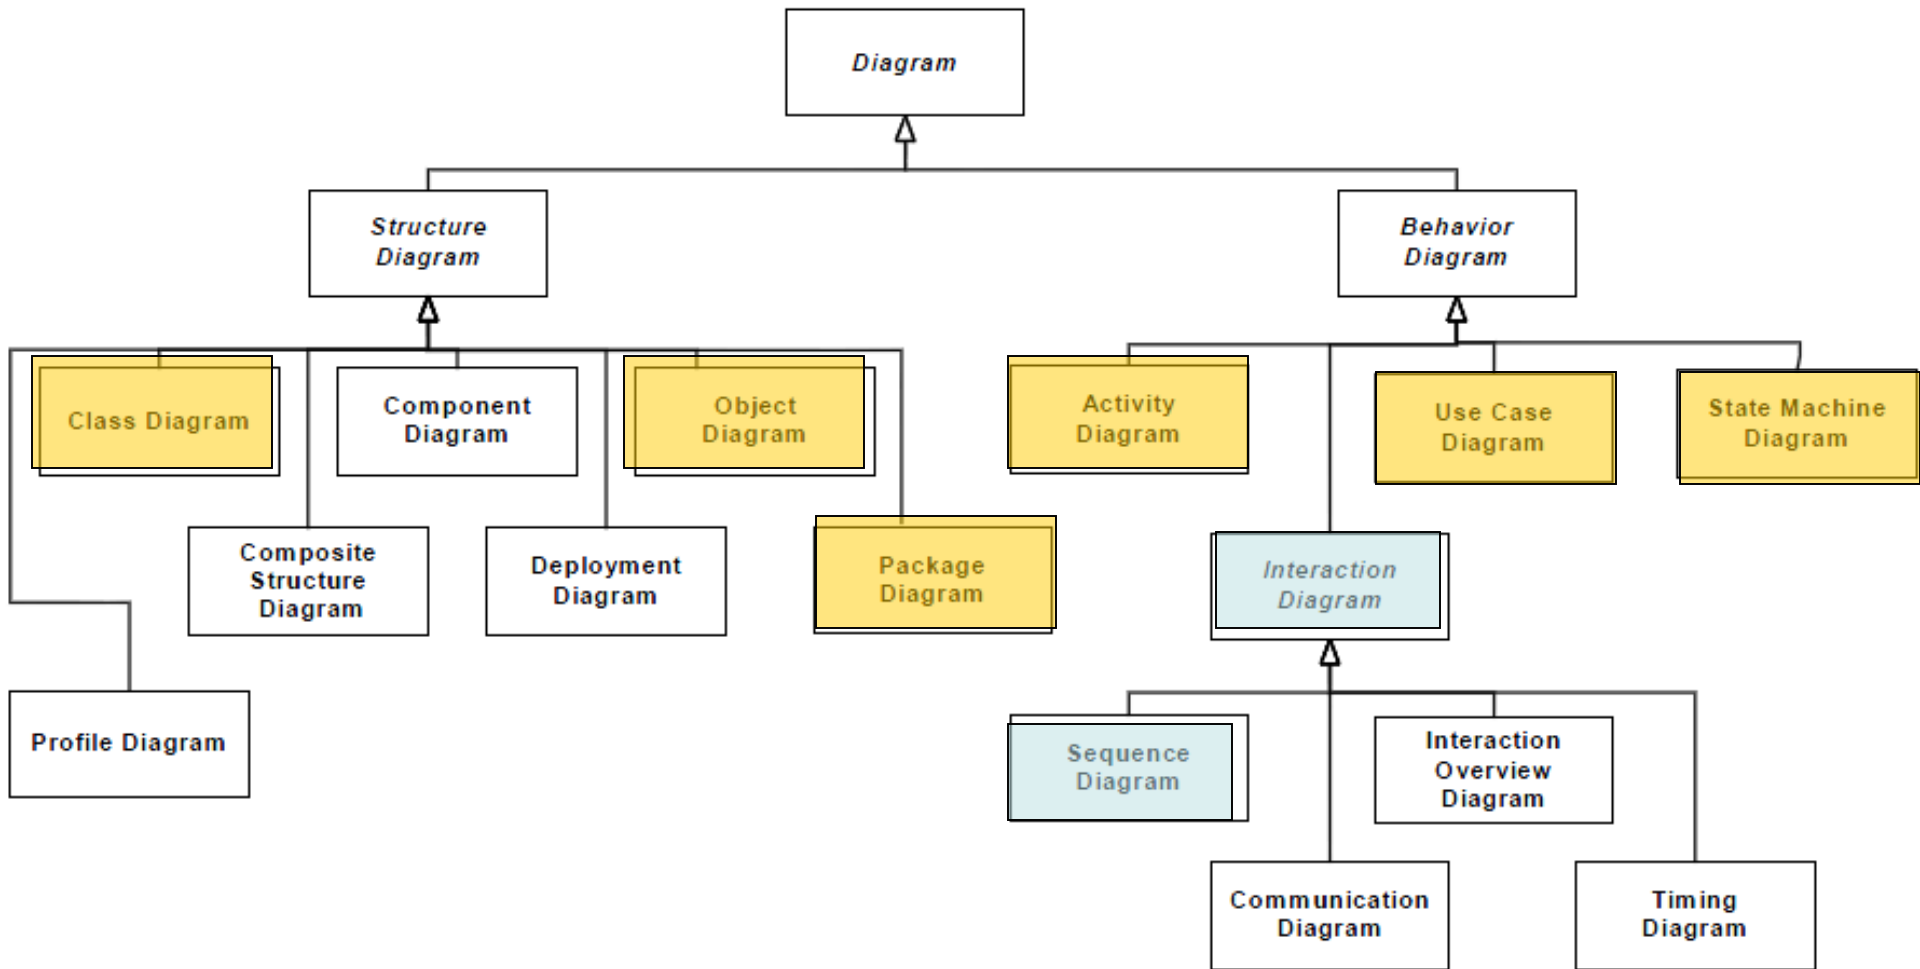 Diagram
Structure
Diagram
Behavior
Diagram
Class Diagram
Component
Diagram
Object
Diagram
Activity
Diagram
Use Case
Diagram
State Machine
Diagram
Composite
Structure
Diagram
Deployment
Diagram
Package
Diagram
Interaction
Diagram
Profile Diagram
Sequence
Diagram
Interaction
Overview
Diagram
Communication
Diagram
Timing
Diagram